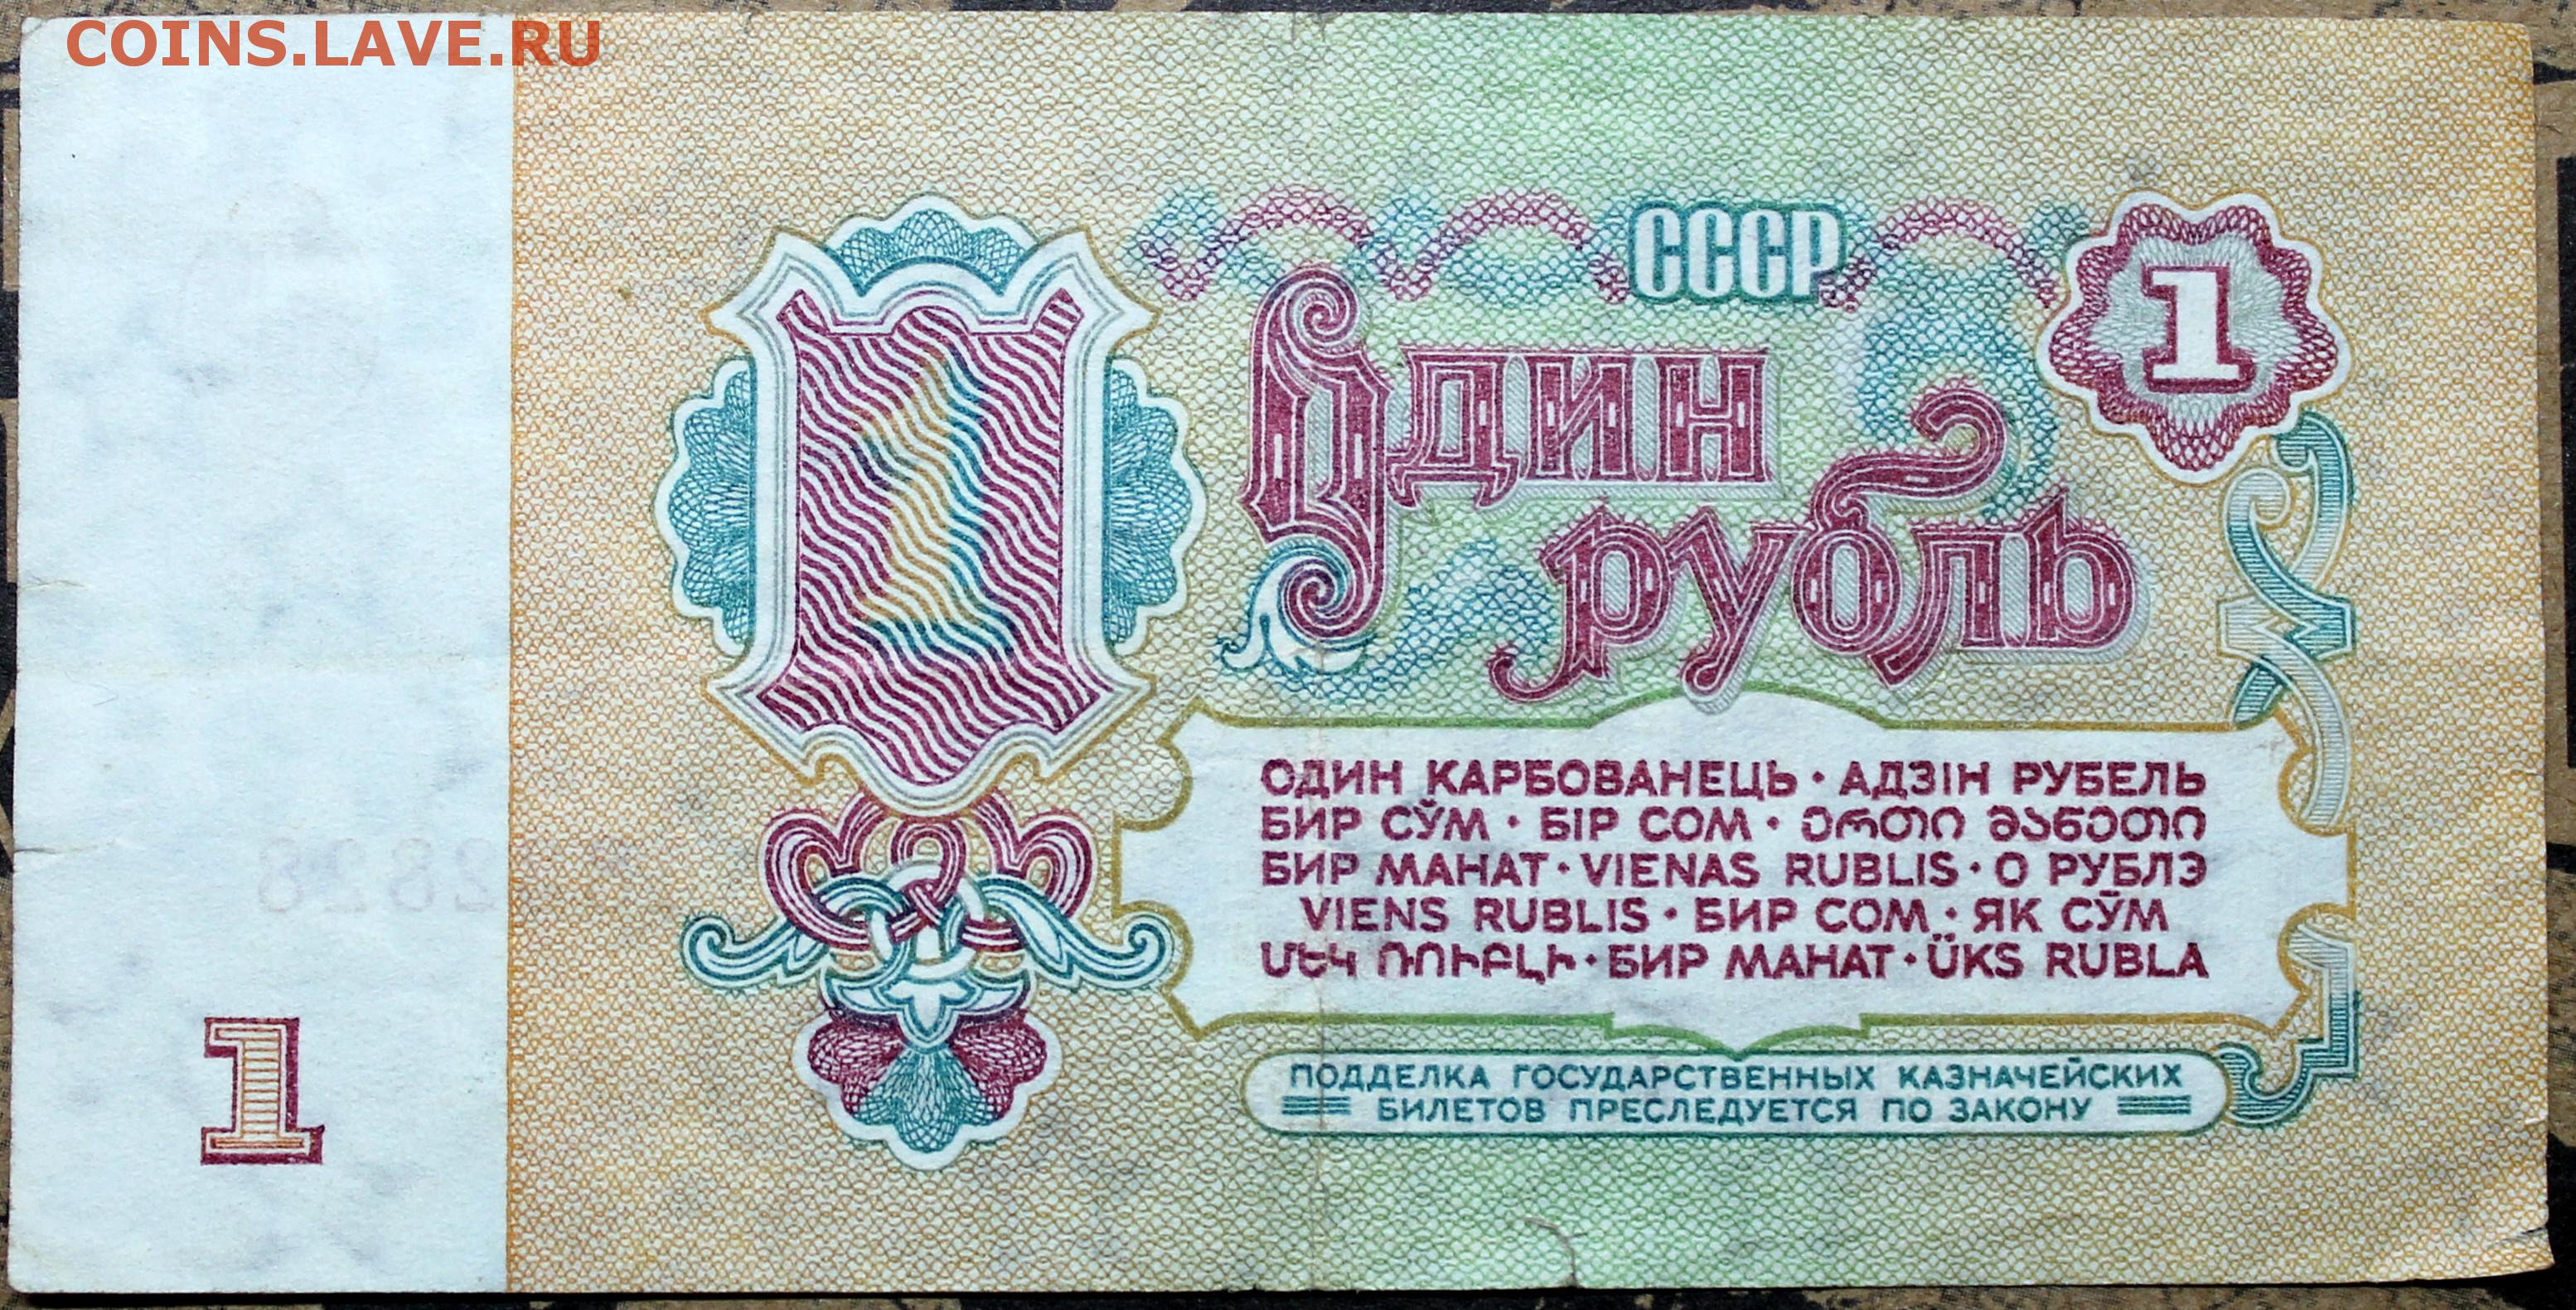 COINS.LAVE.RU
СССР
1
Один
рубль
ОДИН КАРБОВАНЕЦЬ · АДЗІН РУБЕЛЬ
БИР СЎМ · БІР СОМ · ᲔᲠᲗᲘ ᲛᲐᲜᲔᲗᲘ
БИР МАНАТ · VIENAS RUBLIS · О РУБЛЭ
VIENS RUBLIS · БИР СОМ · ЯК СӮМ
ՄԵԿ ՌՈՒԲԼԻ · БИР МАНАТ · ÜKS RUBLA
ПОДДЕЛКА ГОСУДАРСТВЕННЫХ КАЗНАЧЕЙСКИХ
БИЛЕТОВ ПРЕСЛЕДУЕТСЯ ПО ЗАКОНУ
1
1